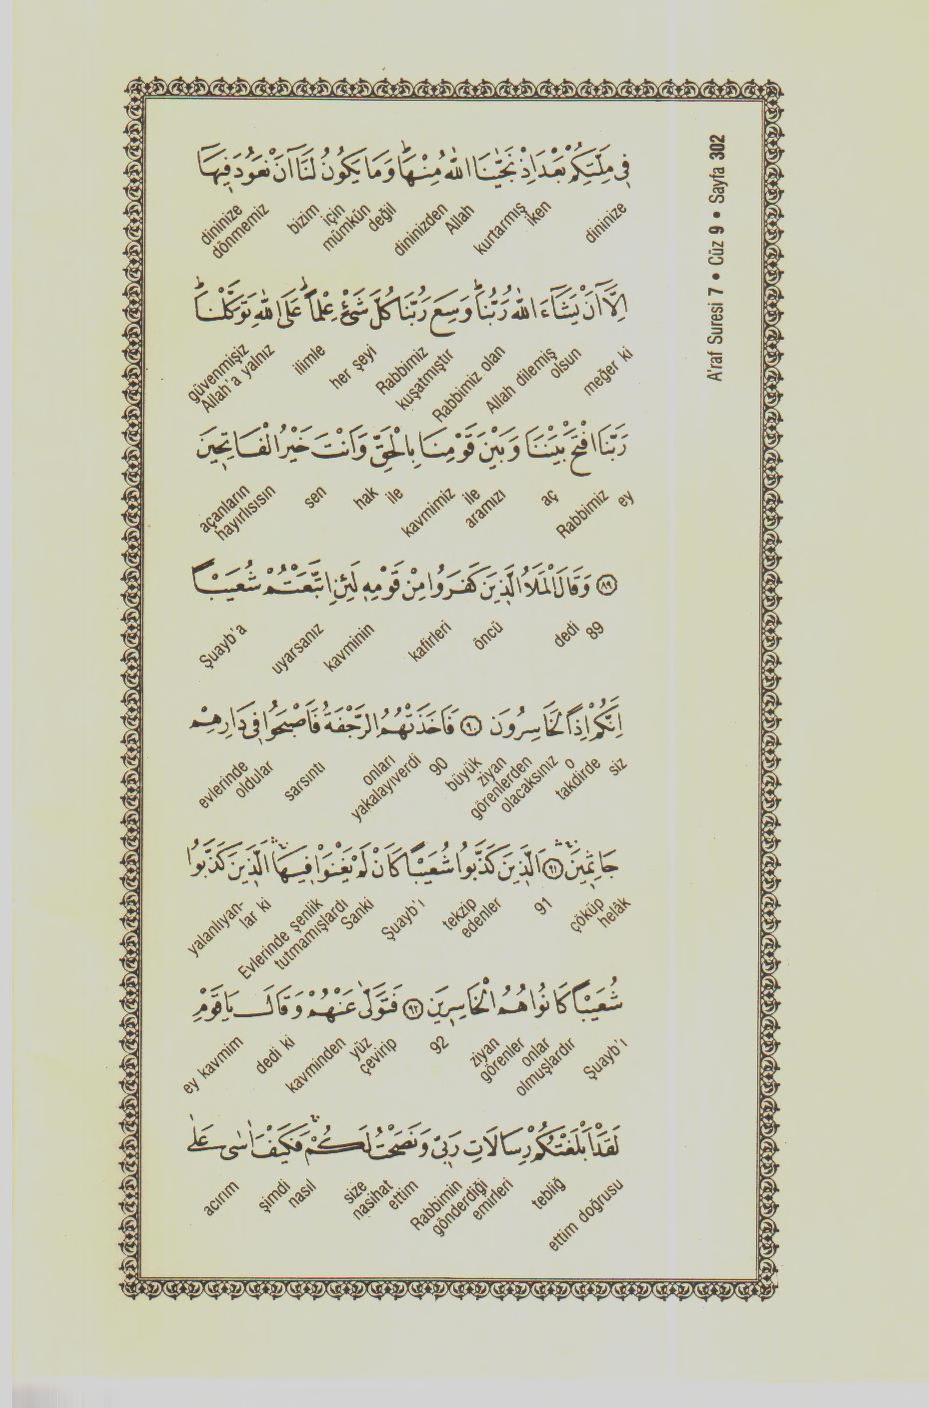 A'raf Suresi 7 • Cüz 9 • Sayfa 302
فِى مِلَّتِكُمْ بَعْدَ اِذْ نَجّٰينَا اللّٰهُ مِنْهَاۜ وَمَا يَكُونُ لَنَٓا اَنْ نَعُودَ ف۪يهَٓا
dininize iken kurtarmış Allah dininizden değil mümkün için bizim dönmemiz dininize
اِلَّٓا اَنْ يَشَٓاءَ اللّٰهُ رَبُّنَاۜ وَسِعَ رَبُّنَا كُلَّ شَىْءٍ عِلْمًاۜ عَلَى اللّٰهِ تَوَكَّلْنَاۜ
meğer ki olsun Allah dilemiş Rabbimiz olan kuşatmıştır Rabbimiz her şeyi ilimle Allah'a yalnız güvenmişiz
رَبَّنَا افْتَحْ بَيْنَنَا وَبَيْنَ قَوْمِنَا بِالْحَقِّ وَاَنْتَ خَيْرُ الْفَاتِح۪ينَ
ey Rabbimiz aç aramızı ile kavmimiz ile hak sen hayırlısısın açanların
﴿٨٩﴾ وَقَالَ الْمَلَاُ الَّذ۪ينَ كَفَرُوا مِنْ قَوْمِه۪ لَئِنِ اتَّبَعْتُمْ شُعَيْبًا
89 dedi öncü kafirleri kavminin uyarsanız Şuayb'a
اِنَّكُمْ اِذًا لَخَاسِرُونَ ﴿٩٠﴾ فَاَخَذَتْهُمُ الرَّجْفَةُ فَاَصْبَحُوا ف۪ى دَارِهِمْ
siz takdirde o olacaksınız görenlerden ziyan büyük 90 yakalayıverdi onları sarsıntı oldular evlerinde
جَاثِم۪ينَۚۛ ﴿٩١﴾ اَلَّذ۪ينَ كَذَّبُوا شُعَيْبًا كَاَنْ لَمْ يَغْنَوْا ف۪يهَاۚۛ اَلَّذ۪ينَ كَذَّبُوا
helâk çöküp 91 edenler tekzip Şuayb'ı Sanki tutmamışlardı Evlerinde şenlik lar ki yalanlıyan-
شُعَيْبًا كَانُوا هُمُ الْخَاسِر۪ينَ ﴿٩٢﴾ فَتَوَلّٰى عَنْهُمْ وَقَالَ يَا قَوْمِ
Şuayb'ı olmuşlardır onlar görenler ziyan 92 çevirip yüz kavminden dedi ki ey kavmim
لَقَدْ اَبْلَغْتُكُمْ رِسَالَاتِ رَبّ۪ى وَنَصَحْتُ لَكُمْۚ فَكَيْفَ اٰسٰى عَلٰى
ettim doğrusu tebliğ emirleri gönderdiği Rabbimin ettim nasihat size nasıl şimdi acırım